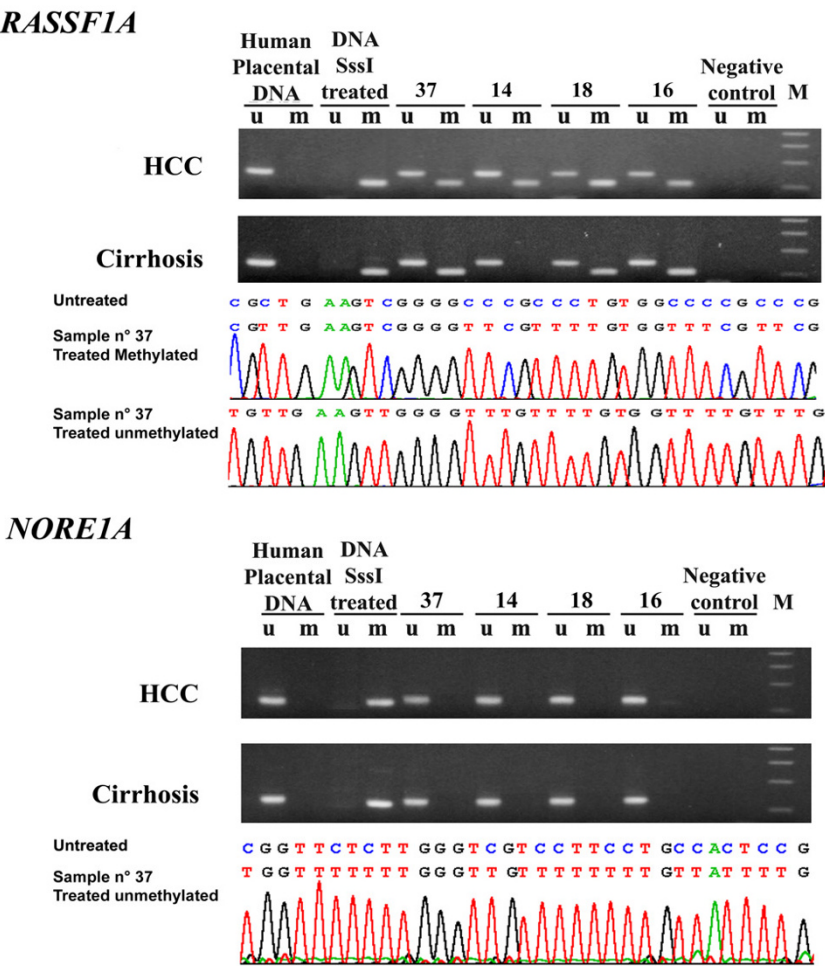 RASSF1A
Human DNA
Placental SssI Negative
DNA treated 37 14 18 16 control M
u m u m u m u m u m u m u m
HCC
Cirrhosis
Untreated
C G C T G A A G T C G G G G C C C G C C C T G T G G C C C C G C C C G
Sample n° 37
Treated Methylated
C G T T G A A G T C G G G G T T C G T T T T G T G G T T T C G T T C G
Sample n° 37
Treated unmethylated
T G T T G A A G T T G G G G T T T G T T T T G T G G T T T T G T T T G
NORE1A
Human DNA
Placental SssI Negative
DNA treated 37 14 18 16 control M
u m u m u m u m u m u m u m
HCC
Cirrhosis
Untreated
C G G T T C T C T T G G G T C G T C C T T C C T G C C A C T C C G
Sample n° 37
Treated unmethylated
T G G T T T T T T T G G G T T G T T T T T T T T G T T A T T T T G